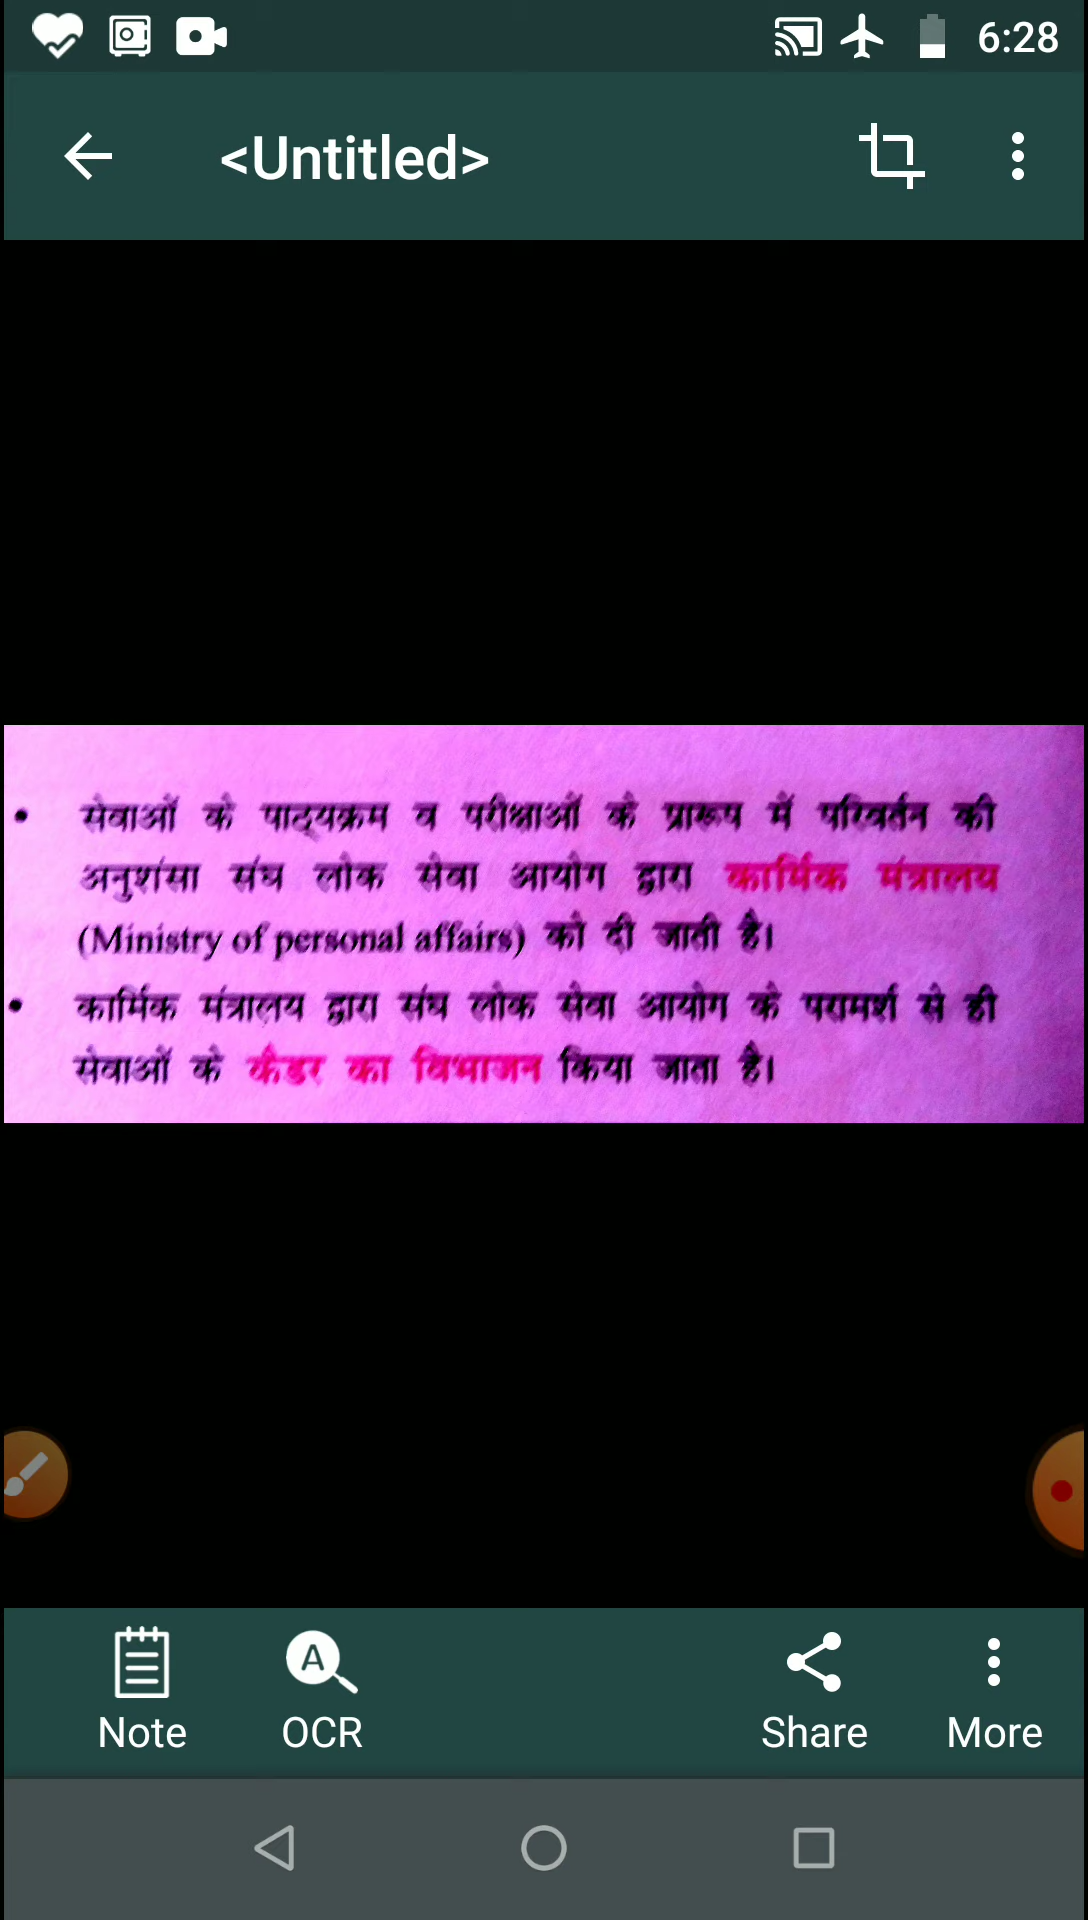 6:28
<Untitled>
• सेवाओं के पाठ्यक्रम व परीक्षाओं के प्रारूप में परिवर्तन की
अनुशंसा संघ लोक सेवा आयोग द्वारा कार्मिक मंत्रालय
(Ministry of personal affairs) को दी जाती है।
• कार्मिक मंत्रालय द्वारा संघ लोक सेवा आयोग के परामर्श से ही
सेवाओं के कैडर का विभाजन किया जाता है।
A
Note OCR Share More